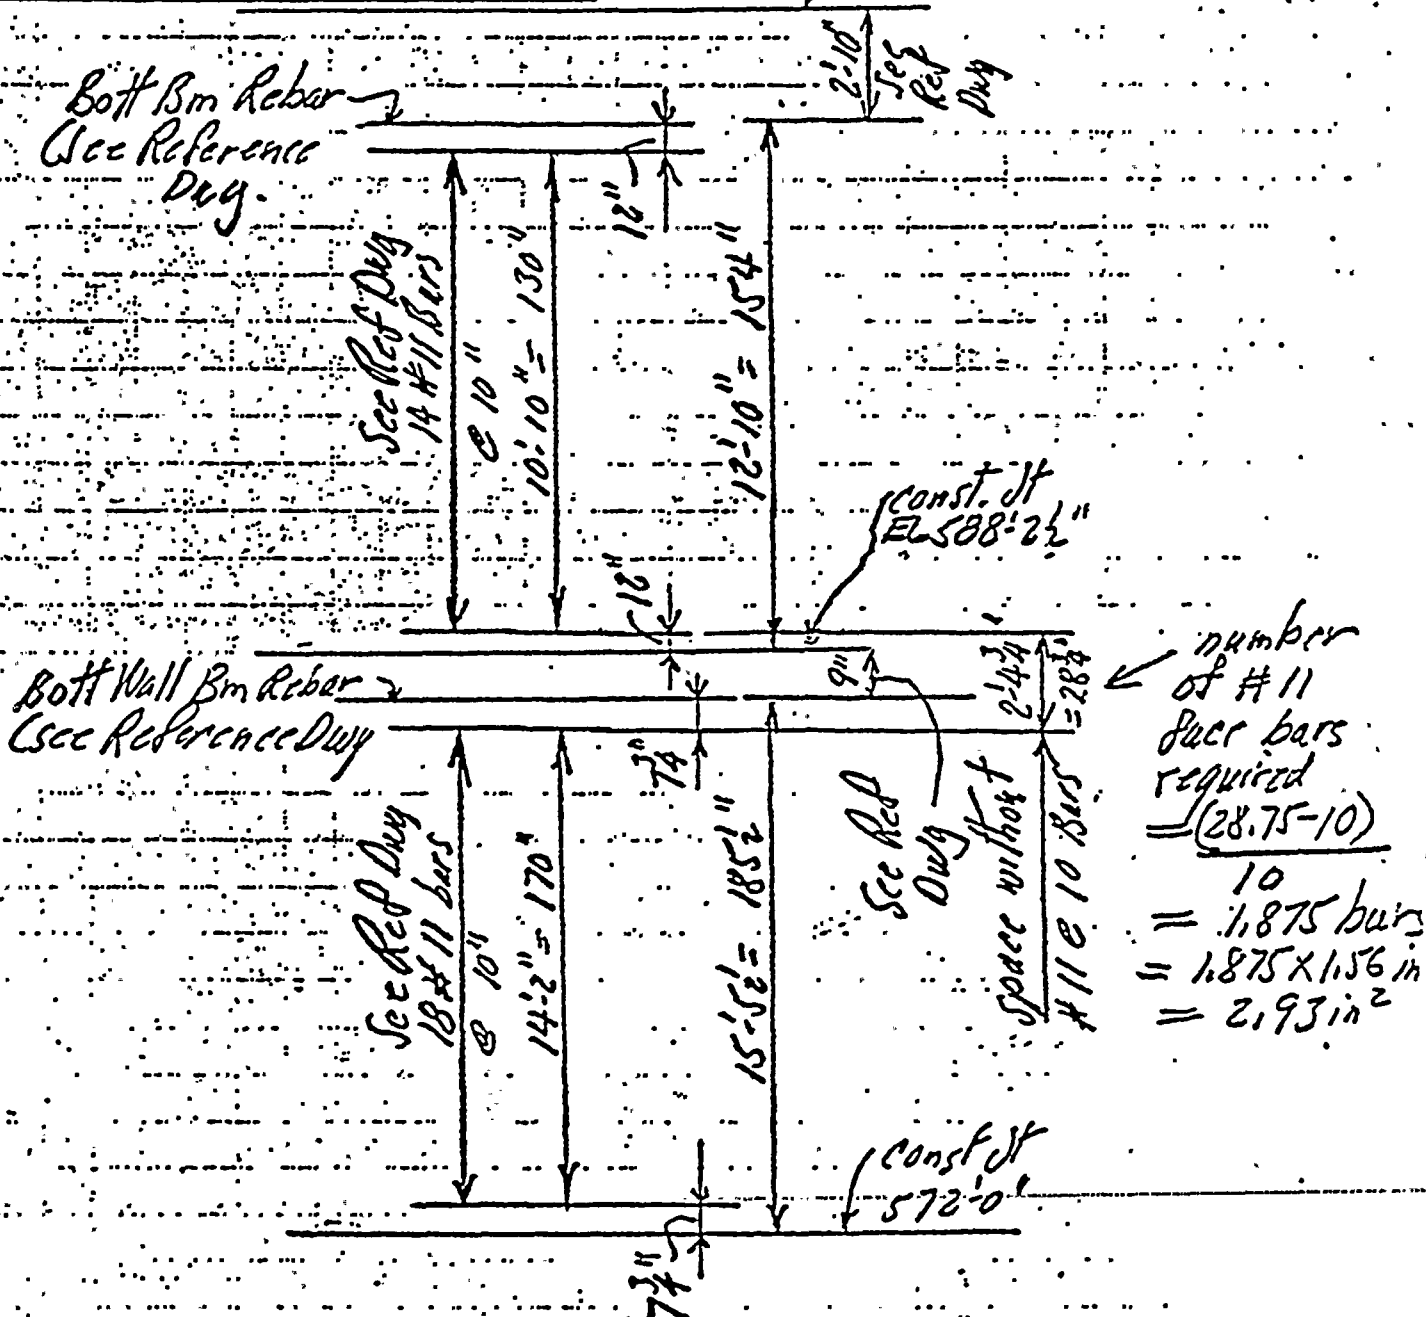 2'-10"
See
Ref
Dwg
Bott Bm Rebar
(See Reference
Dwg.
12"
See Ref Dwg
14 #11 Bars
@ 10"
10'-10" = 130"
12'-10" = 154"
const. Jt
EL 588'-2½"
12"
Bott Wall Bm Rebar
(see Reference Dwg
9"
2'-4¾"
=28¾"
number
of #11
face bars
required
= (28.75-10)
10
= 1.875 bars
= 1.875 X 1.56 in
= 2.93 in²
7¾"
See Ref Dwg
18 #11 bars
@ 10"
14'-2" = 170"
15'-5½" = 185½"
See Ref
Dwg
Space without
#11 @ 10 Bars
Const Jt
572'-0"
7¾"